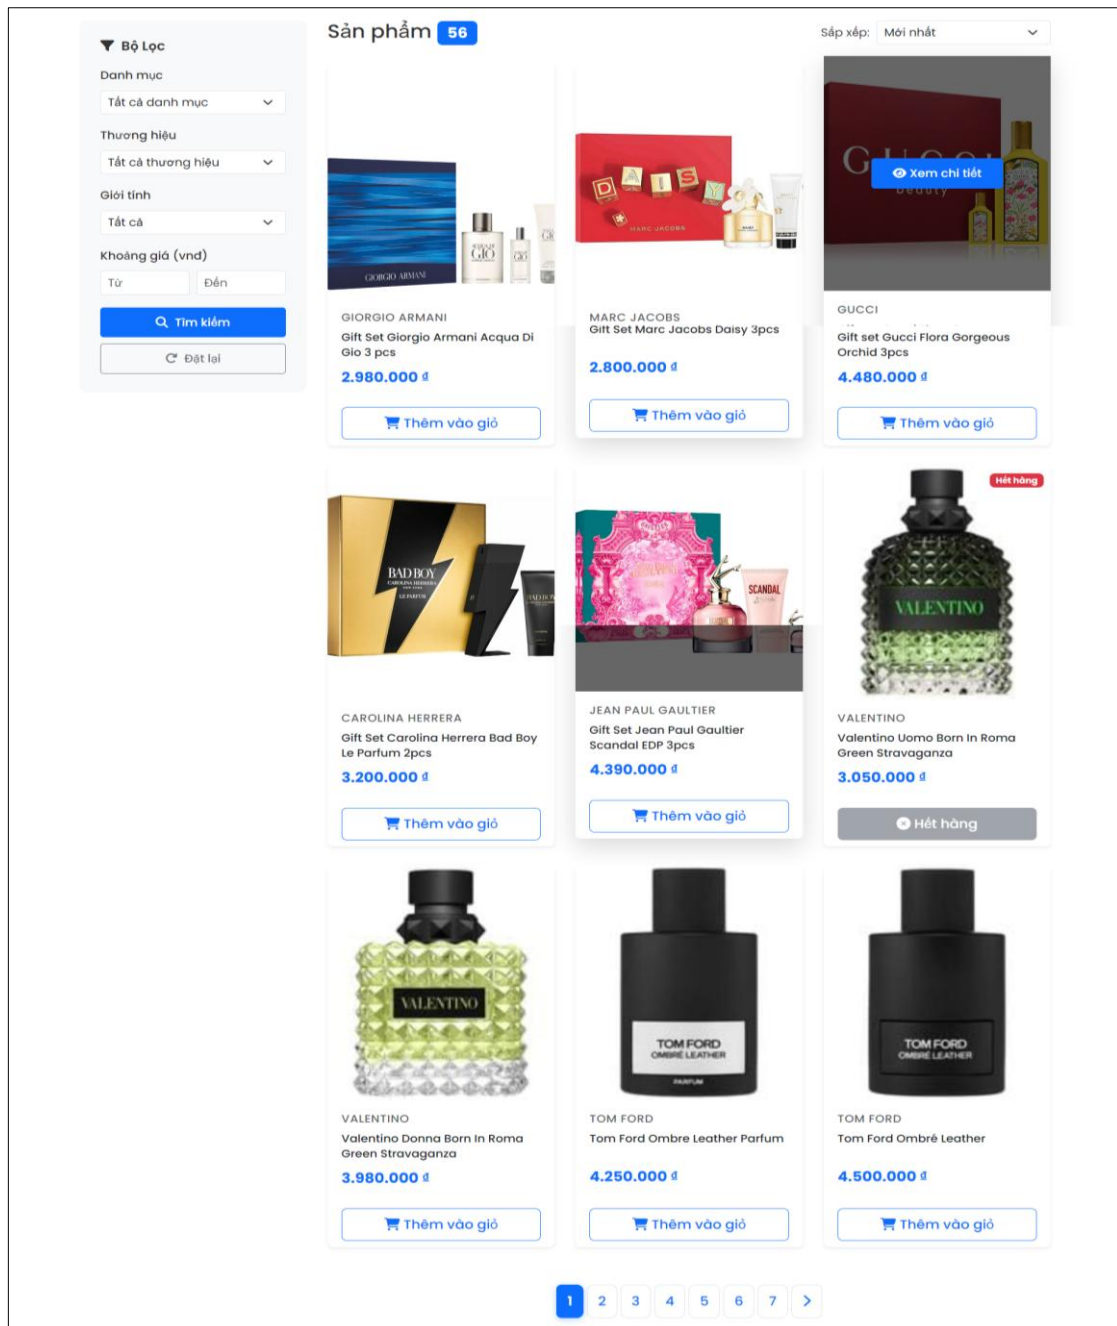 Bộ Lọc
Danh mục
Tất cả danh mục
Thương hiệu
Tất cả thương hiệu
Giới tính
Tất cả
Khoảng giá (vnđ)
Từ
Đến
Tìm kiếm
Đặt lại
Sản phẩm 56
Sắp xếp: Mới nhất
GIORGIO ARMANI
ACQUA DI
GIÒ
GIÒ
GIORGIO ARMANI
Gift Set Giorgio Armani Acqua Di
Gio 3 pcs
2.980.000 ₫
Thêm vào giỏ
DAISY
MARC JACOBS
MARC JACOBS
Gift Set Marc Jacobs Daisy 3pcs
2.800.000 ₫
Thêm vào giỏ
GUCCI
beauty
Xem chi tiết
GUCCI
Gift set Gucci Flora Gorgeous
Orchid 3pcs
4.480.000 ₫
Thêm vào giỏ
BAD BOY
CAROLINA HERRERA
NEW YORK
LE PARFUM
BAD BOY
CAROLINA HERRERA
Gift Set Carolina Herrera Bad Boy
Le Parfum 2pcs
3.200.000 ₫
Thêm vào giỏ
SCANDAL
JEAN PAUL GAULTIER
Gift Set Jean Paul Gaultier
Scandal EDP 3pcs
4.390.000 ₫
Thêm vào giỏ
Hết hàng
VALENTINO
VALENTINO
Valentino Uomo Born In Roma
Green Stravaganza
3.050.000 ₫
Hết hàng
VALENTINO
VALENTINO
Valentino Donna Born In Roma
Green Stravaganza
3.980.000 ₫
Thêm vào giỏ
TOM FORD
OMBRÉ LEATHER
PARFUM
TOM FORD
Tom Ford Ombre Leather Parfum
4.250.000 ₫
Thêm vào giỏ
TOM FORD
OMBRÉ LEATHER
TOM FORD
Tom Ford Ombré Leather
4.500.000 ₫
Thêm vào giỏ
1 2 3 4 5 6 7 >